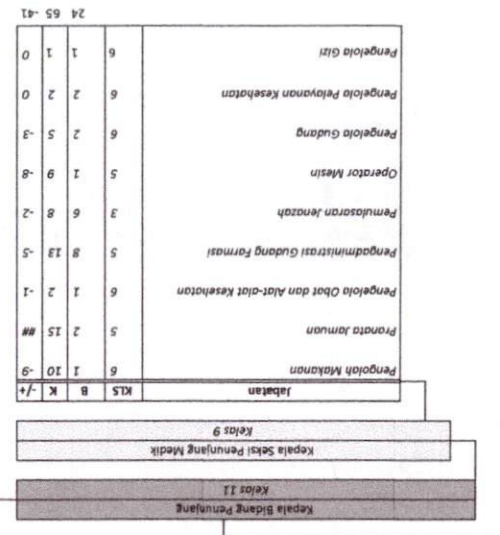 Kepala Bidang Penunjang
Kelas 11
Kepala Seksi Penunjang Medik
Kelas 9
Jabatan KLS B K -/+
Pengolah Makanan 6 1 10 -9
Pranata Jamuan 5 2 15 ##
Pengelola Obat dan Alat-alat Kesehatan 6 1 2 -1
Pengadministrasi Gudang Farmasi 5 8 13 -5
Pemulasaran Jenazah 3 6 8 -2
Operator Mesin 5 1 9 -8
Pengelola Gudang 6 2 5 -3
Pengelola Pelayanan Kesehatan 6 2 2 0
Pengelola Gizi 6 1 1 0
24 65 -41